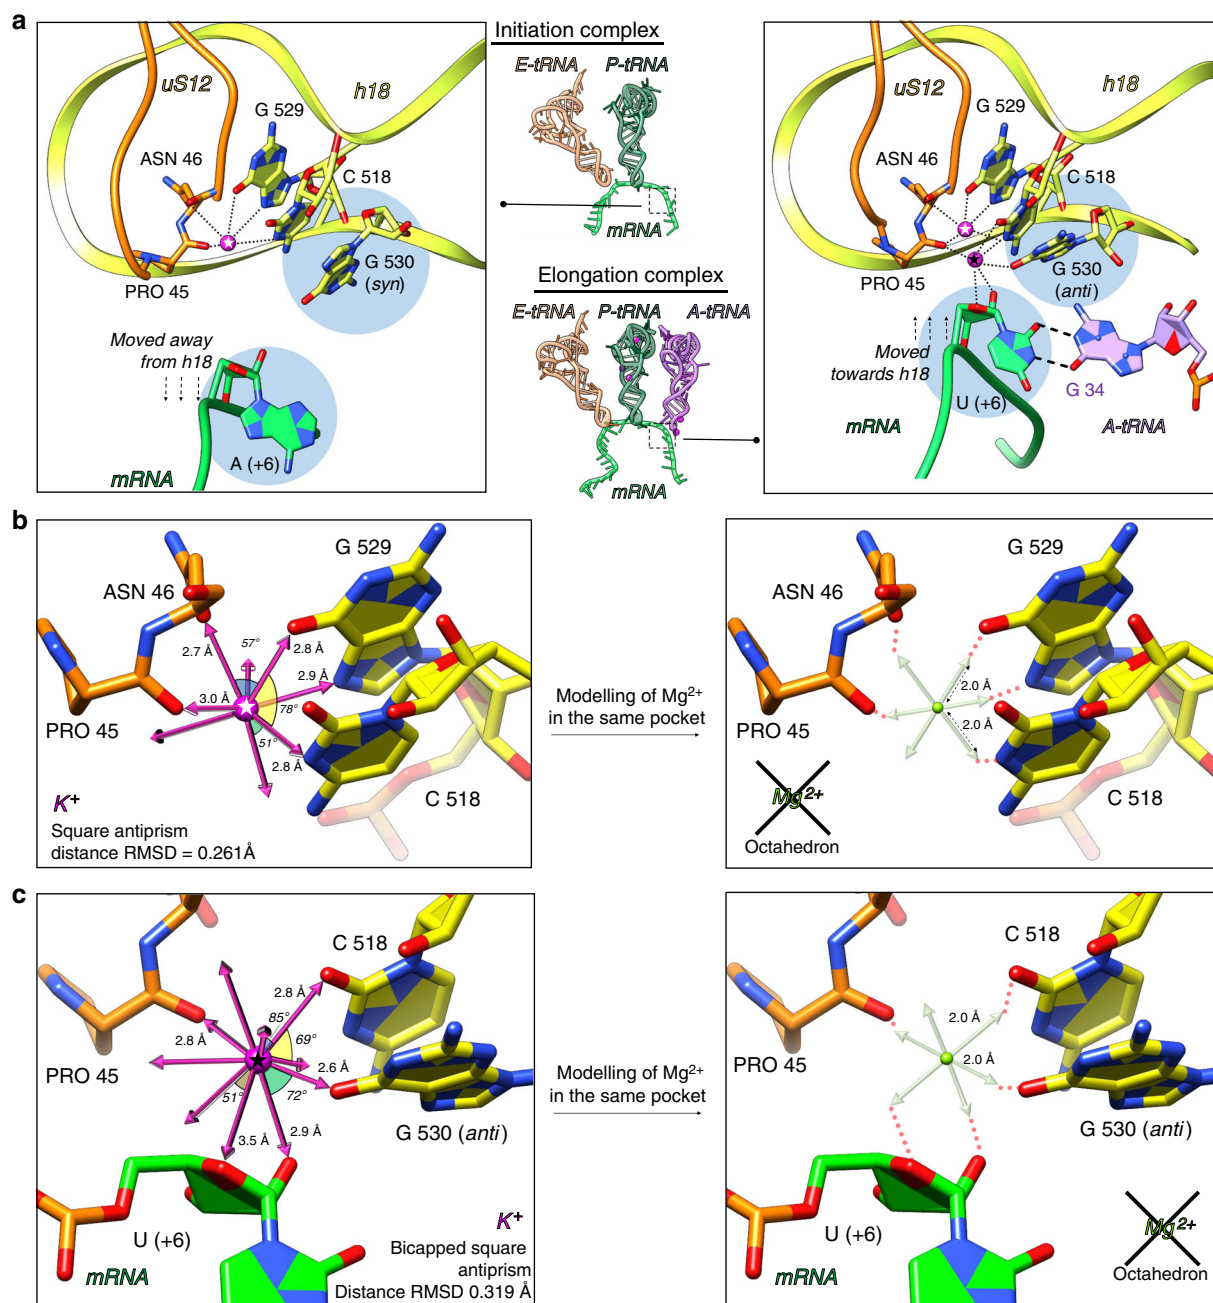 a
Initiation complex
uS12
h18
G 529
ASN 46
C 518
PRO 45
G 530
(syn)
Moved away
from h18
A (+6)
mRNA
E-tRNA
P-tRNA
mRNA
Elongation complex
E-tRNA
P-tRNA
A-tRNA
mRNA
uS12
h18
G 529
ASN 46
C 518
PRO 45
G 530
(anti)
Moved
towards h18
U (+6)
G 34
mRNA
A-tRNA
b
G 529
ASN 46
57°
2.7 Å
2.8 Å
2.9 Å
3.0 Å
78°
PRO 45
51°
2.8 Å
C 518
K+
Square antiprism
distance RMSD = 0.261Å
Modelling of Mg2+
in the same pocket
G 529
ASN 46
2.0 Å
2.0 Å
PRO 45
C 518
Mg2+
Octahedron
c
C 518
2.8 Å
85°
69°
2.8 Å
2.6 Å
PRO 45
51°
72°
2.9 Å
3.5 Å
G 530 (anti)
U (+6)
mRNA
K+
Bicapped square
antiprism
Distance RMSD 0.319 Å
Modelling of Mg2+
in the same pocket
C 518
2.0 Å
2.0 Å
PRO 45
G 530 (anti)
U (+6)
mRNA
Mg2+
Octahedron